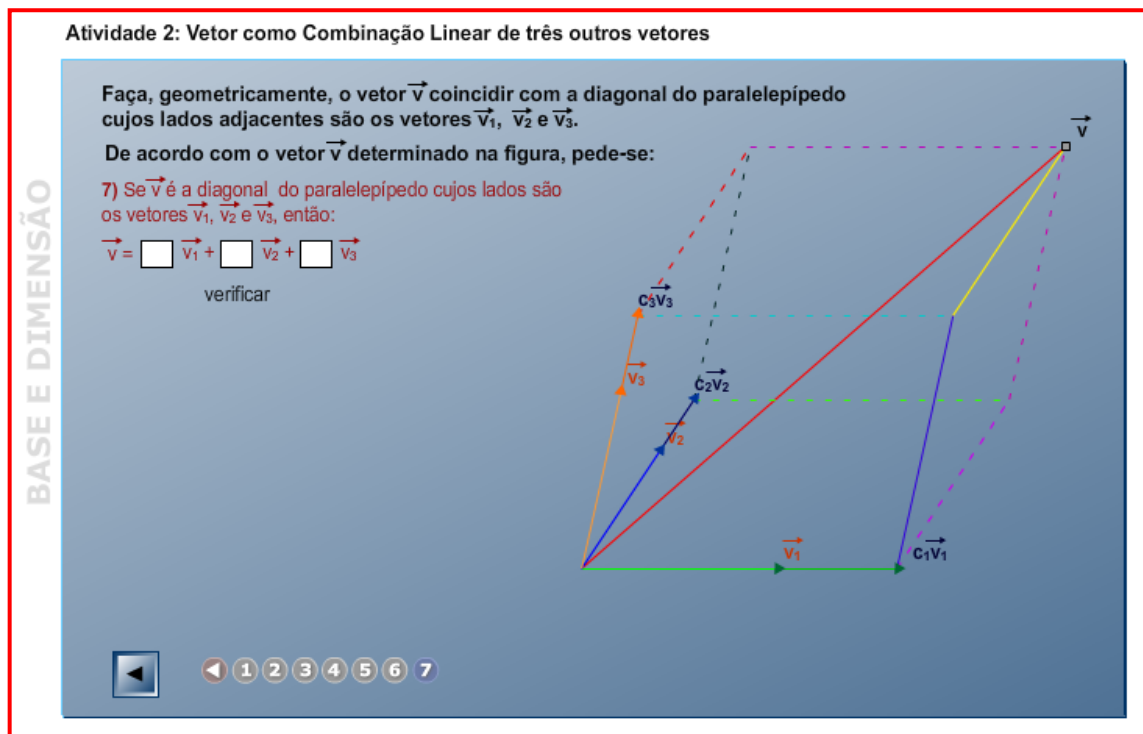 Atividade 2: Vetor como Combinação Linear de três outros vetores
BASE E DIMENSÃO
Faça, geometricamente, o vetor v coincidir com a diagonal do paralelepípedo
cujos lados adjacentes são os vetores v₁, v₂ e v₃.
De acordo com o vetor v determinado na figura, pede-se:
7) Se v é a diagonal do paralelepípedo cujos lados são
os vetores v₁, v₂ e v₃, então:
v = v₁ + v₂ + v₃
verificar
v
c₃v₃
v₃
c₂v₂
v₂
v₁
c₁v₁
1 2 3 4 5 6 7